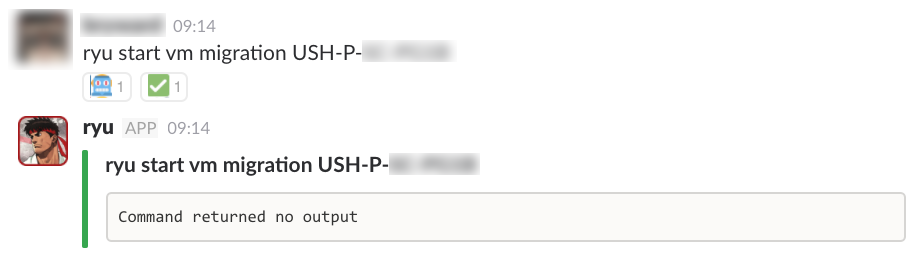 09:14
ryu start vm migration USH-P-
1 1
ryu APP 09:14
ryu start vm migration USH-P-
Command returned no output